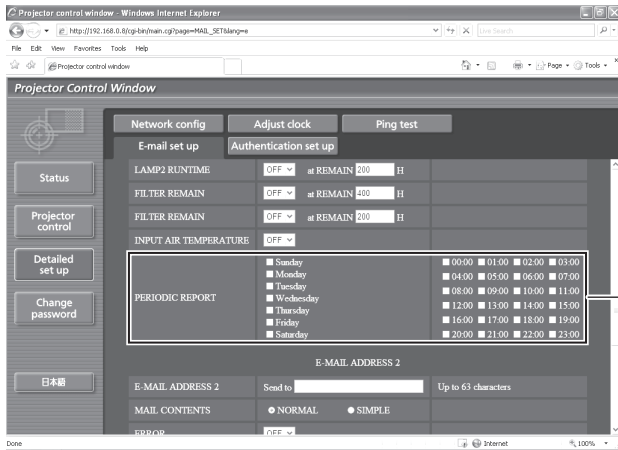 Projector control window - Windows Internet Explorer
http://192.168.0.8/cgi-bin/main.cgi?page=MAIL_SET&lang=e
Live Search
File Edit View Favorites Tools Help
Projector control window
Page Tools
Projector Control Window
Network config Adjust clock Ping test
E-mail set up Authentication set up
Status
Projector control
Detailed set up
Change password
日本語
LAMP2 RUNTIME OFF at REMAIN 200 H
FILTER REMAIN OFF at REMAIN 400 H
FILTER REMAIN OFF at REMAIN 200 H
INPUT AIR TEMPERATURE OFF
PERIODIC REPORT
Sunday
Monday
Tuesday
Wednesday
Thursday
Friday
Saturday
00:00 01:00 02:00 03:00
04:00 05:00 06:00 07:00
08:00 09:00 10:00 11:00
12:00 13:00 14:00 15:00
16:00 17:00 18:00 19:00
20:00 21:00 22:00 23:00
E-MAIL ADDRESS 2
E-MAIL ADDRESS 2 Send to Up to 63 characters
MAIL CONTENTS NORMAL SIMPLE
ERROR OFF
Done Internet 100%